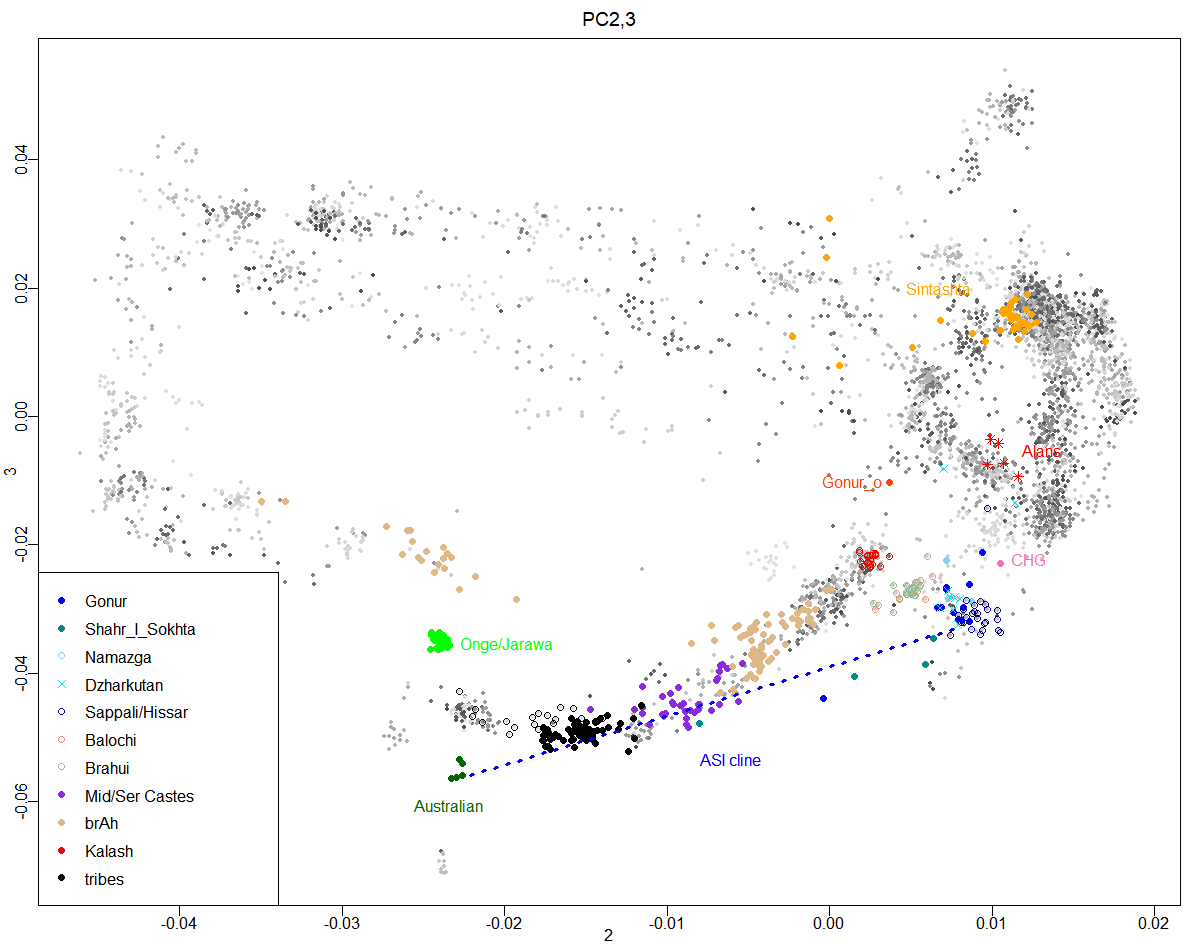 PC2,3
0.04
0.02
0.00
-0.02
-0.04
-0.06
3
Sintashta
Alans
Gonur_o
CHG
Onge/Jarawa
ASI cline
Australian
Gonur
Shahr_I_Sokhta
Namazga
Dzharkutan
Sappali/Hissar
Balochi
Brahui
Mid/Ser Castes
brAh
Kalash
tribes
-0.04 -0.03 -0.02 -0.01 0.00 0.01 0.02
2